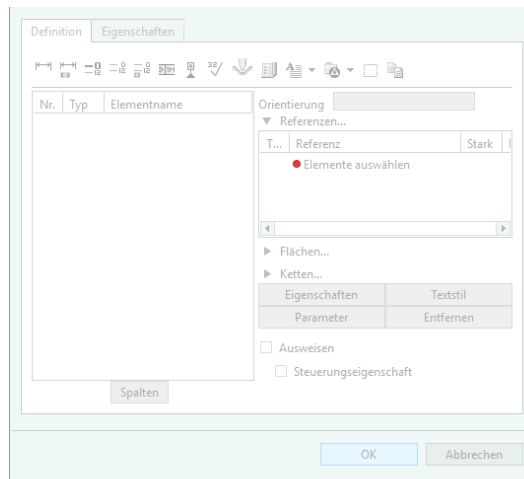 Definition Eigenschaften
Nr. Typ Elementname
Orientierung
Referenzen...
T... Referenz Stark
Elemente auswählen
Flächen...
Ketten...
Eigenschaften Textstil
Parameter Entfernen
Ausweisen
Steuerungseigenschaft
Spalten
OK Abbrechen